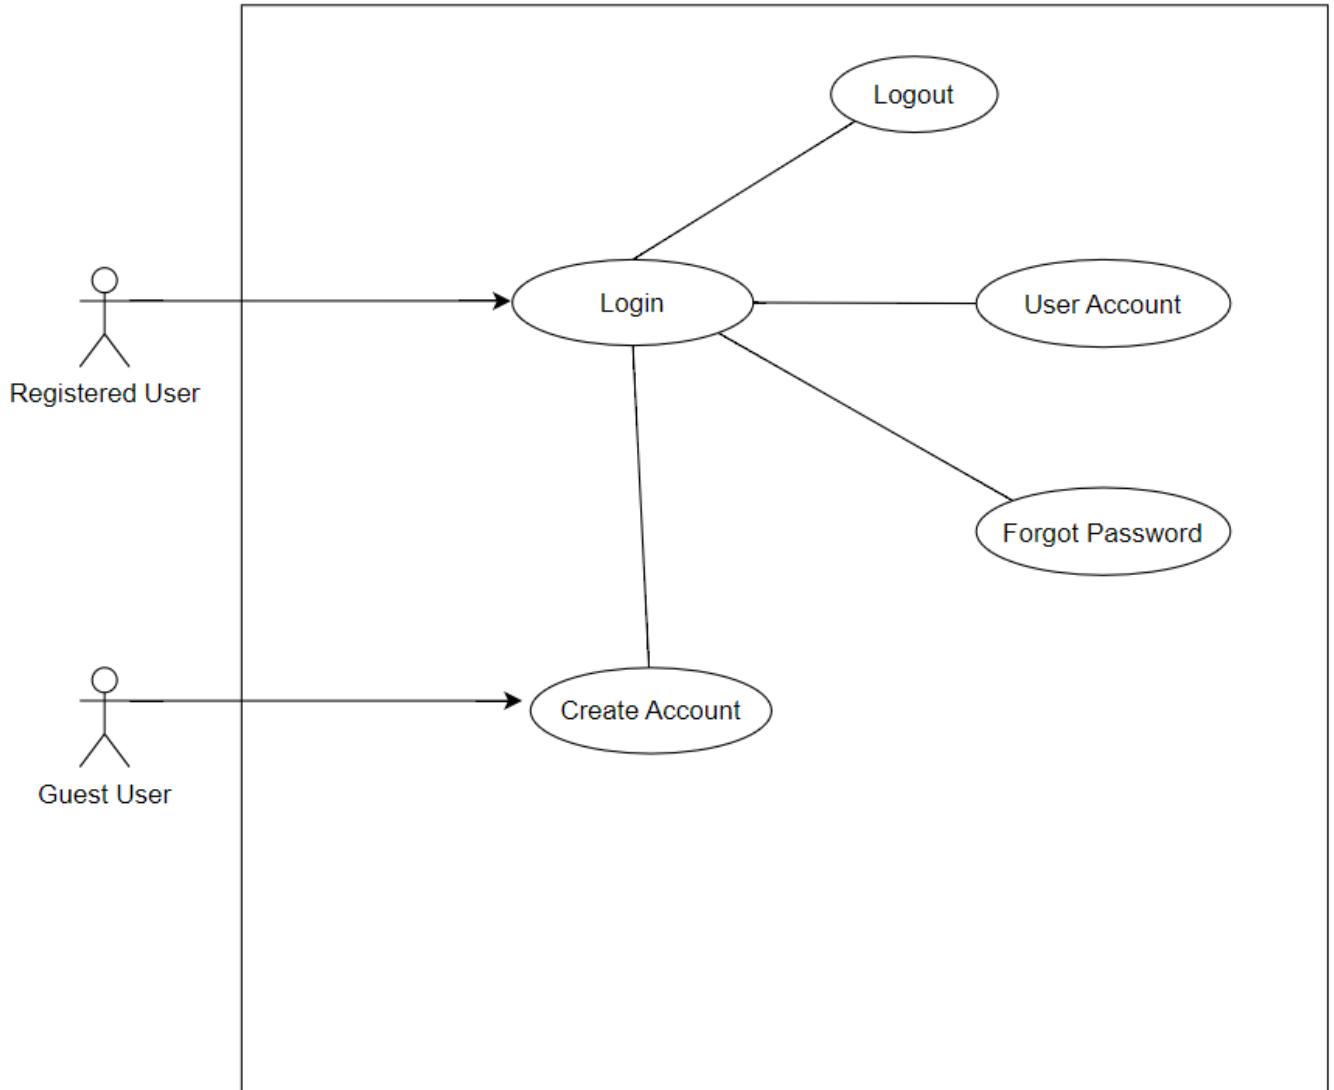 Logout
Login
User Account
Registered User
Forgot Password
Create Account
Guest User